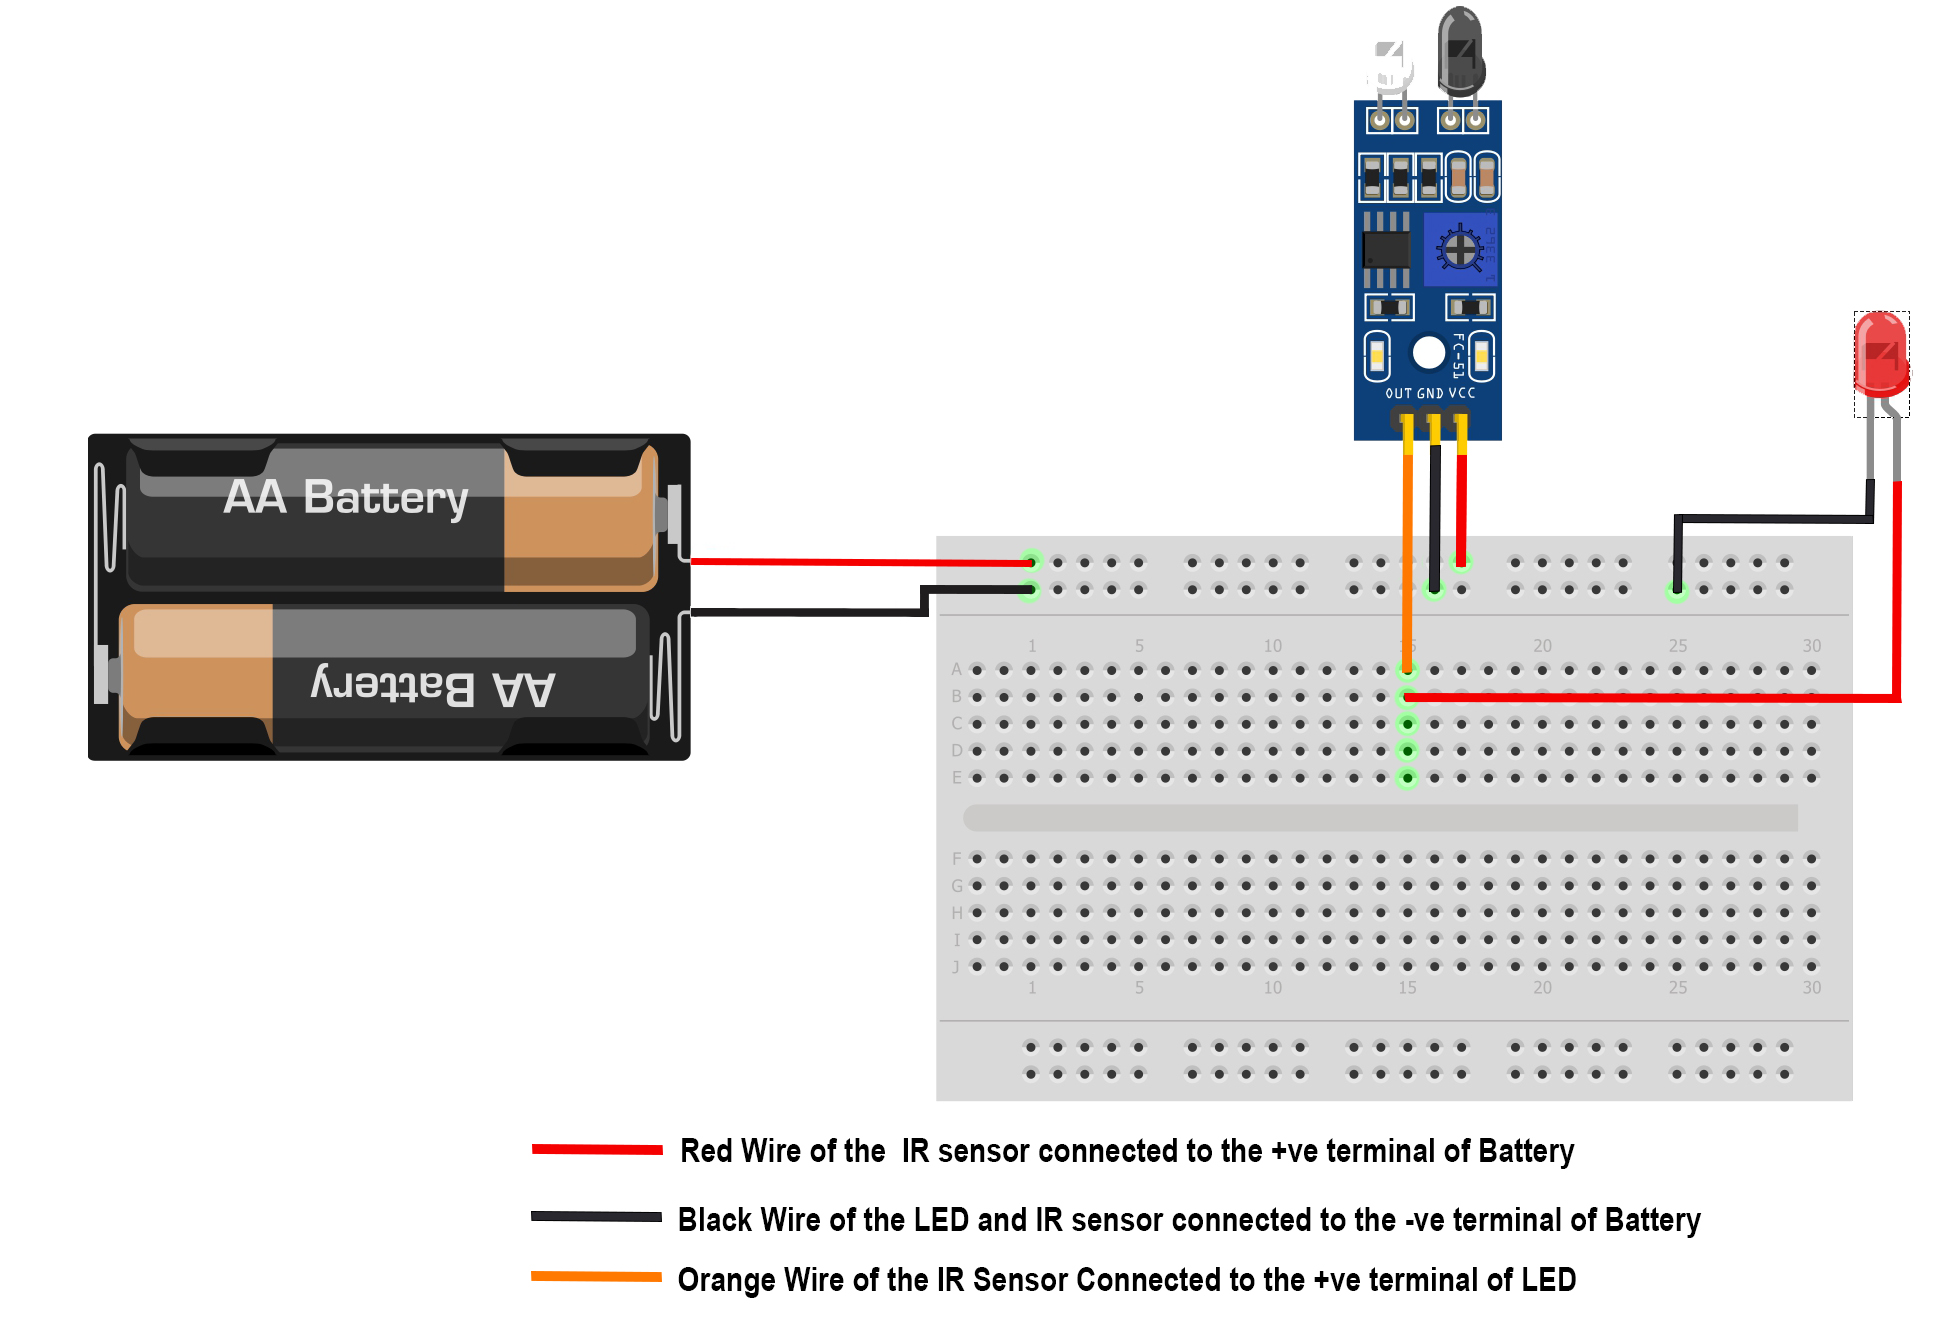 AA Battery
AA Battery
1 3362
FC-51
OUT GND VCC
1 5 10 15 20 25 30
A
B
C
D
E
F
G
H
I
J
1 5 10 15 20 25 30
Red Wire of the IR sensor connected to the +ve terminal of Battery
Black Wire of the LED and IR sensor connected to the -ve terminal of Battery
Orange Wire of the IR Sensor Connected to the +ve terminal of LED